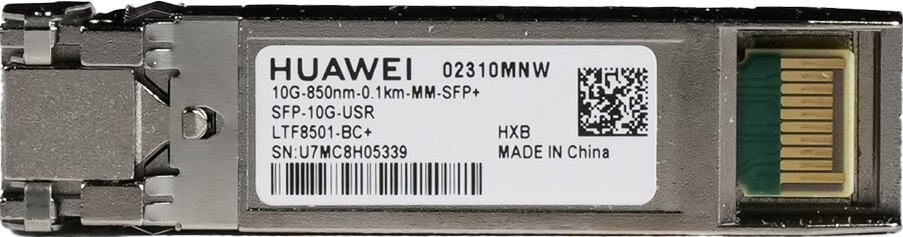 HUAWEI 02310MNW
10G-850nm-0.1km-MM-SFP+
SFP-10G-USR
LTF8501-BC+ HXB
SN:U7MC8H05339 MADE IN China